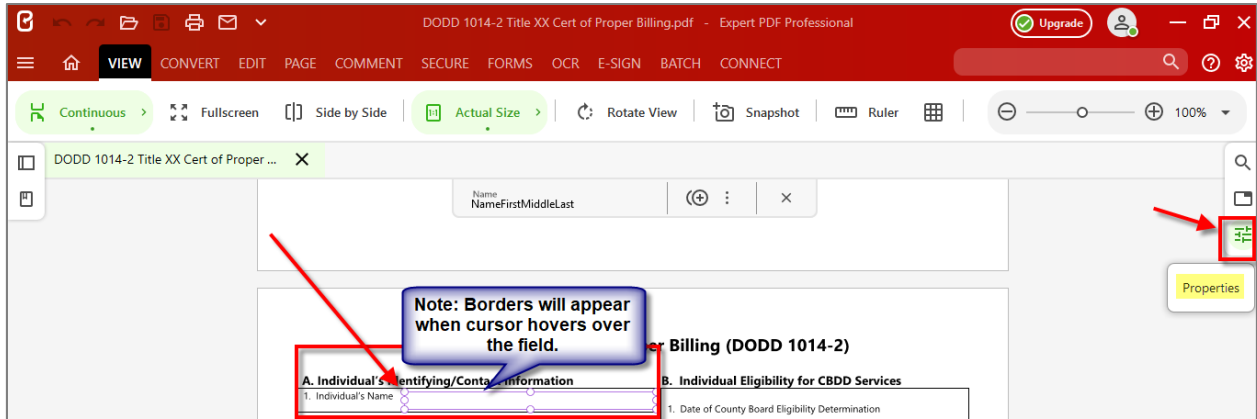 DODD 1014-2 Title XX Cert of Proper Billing.pdf - Expert PDF Professional
Upgrade
VIEW CONVERT EDIT PAGE COMMENT SECURE FORMS OCR E-SIGN BATCH CONNECT
Continuous Fullscreen Side by Side 1:1 Actual Size Rotate View Snapshot Ruler 100%
DODD 1014-2 Title XX Cert of Proper ...
Name
NameFirstMiddleLast
Properties
Note: Borders will appear
when cursor hovers over
the field.
er Billing (DODD 1014-2)
A. Individual's Identifying/Contact Information B. Individual Eligibility for CBDD Services
1. Individual's Name
1. Date of County Board Eligibility Determination